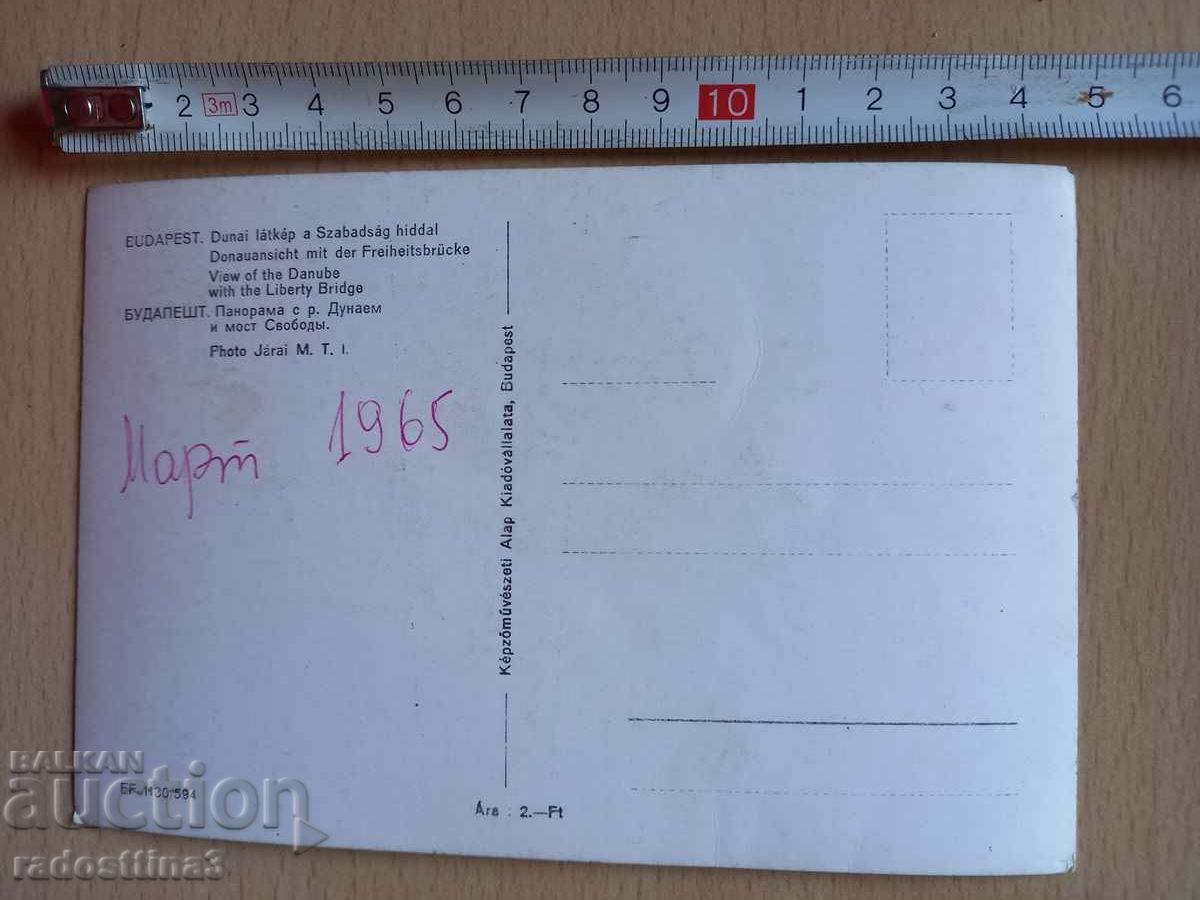 2 3m 3 4 5 6 7 8 9 10 1 2 3 4 5 6
BUDAPEST. Dunai látkép a Szabadság hiddal
Donauansicht mit der Freiheitsbrücke
View of the Danube
with the Liberty Bridge
БУДАПЕШТ. Панорама с р. Дунаем
и мост Свободы.
Photo Járai M. T. I.
Март 1965
Képzőművészeti Alap Kiadóvállalata, Budapest
Ára : 2.—Ft
BALKAN
auction
radosttina3